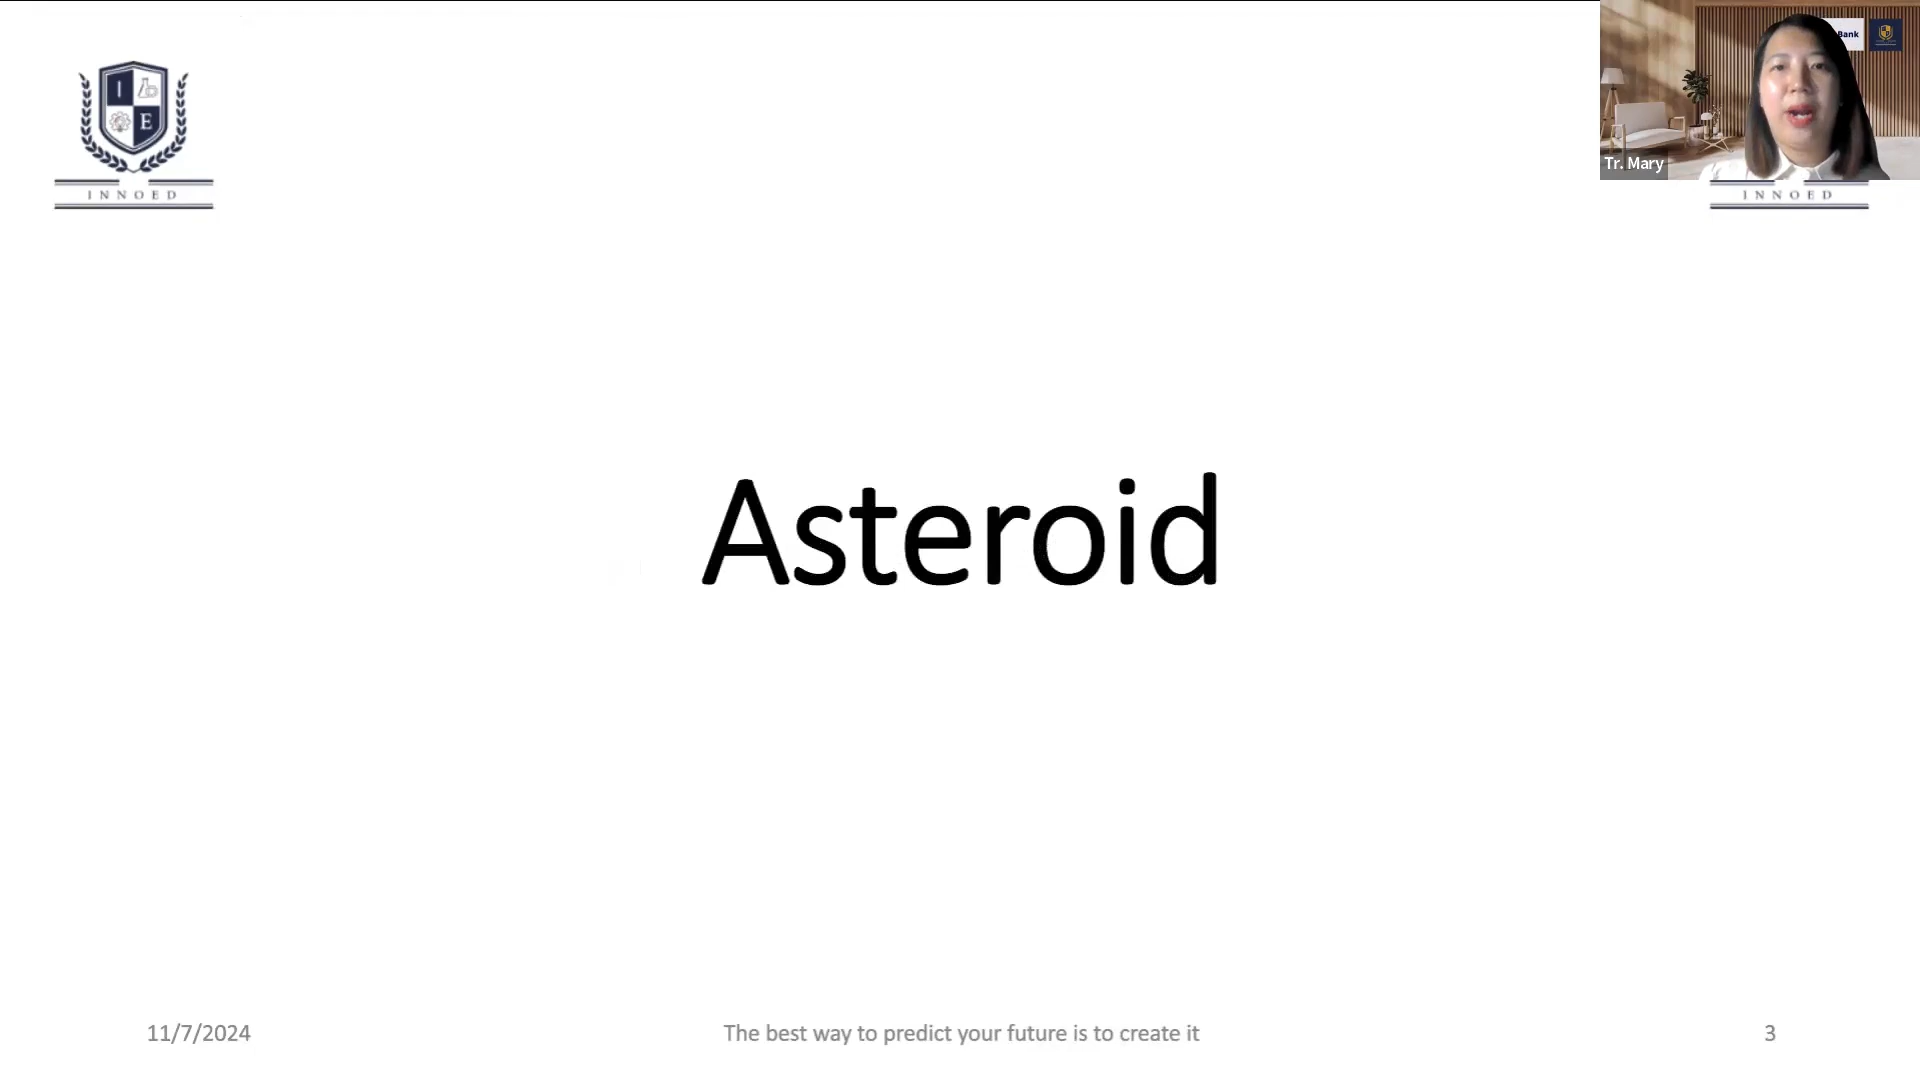 I
E
INNOED
Bank
Tr. Mary
INNOED
Asteroid
11/7/2024
The best way to predict your future is to create it
3